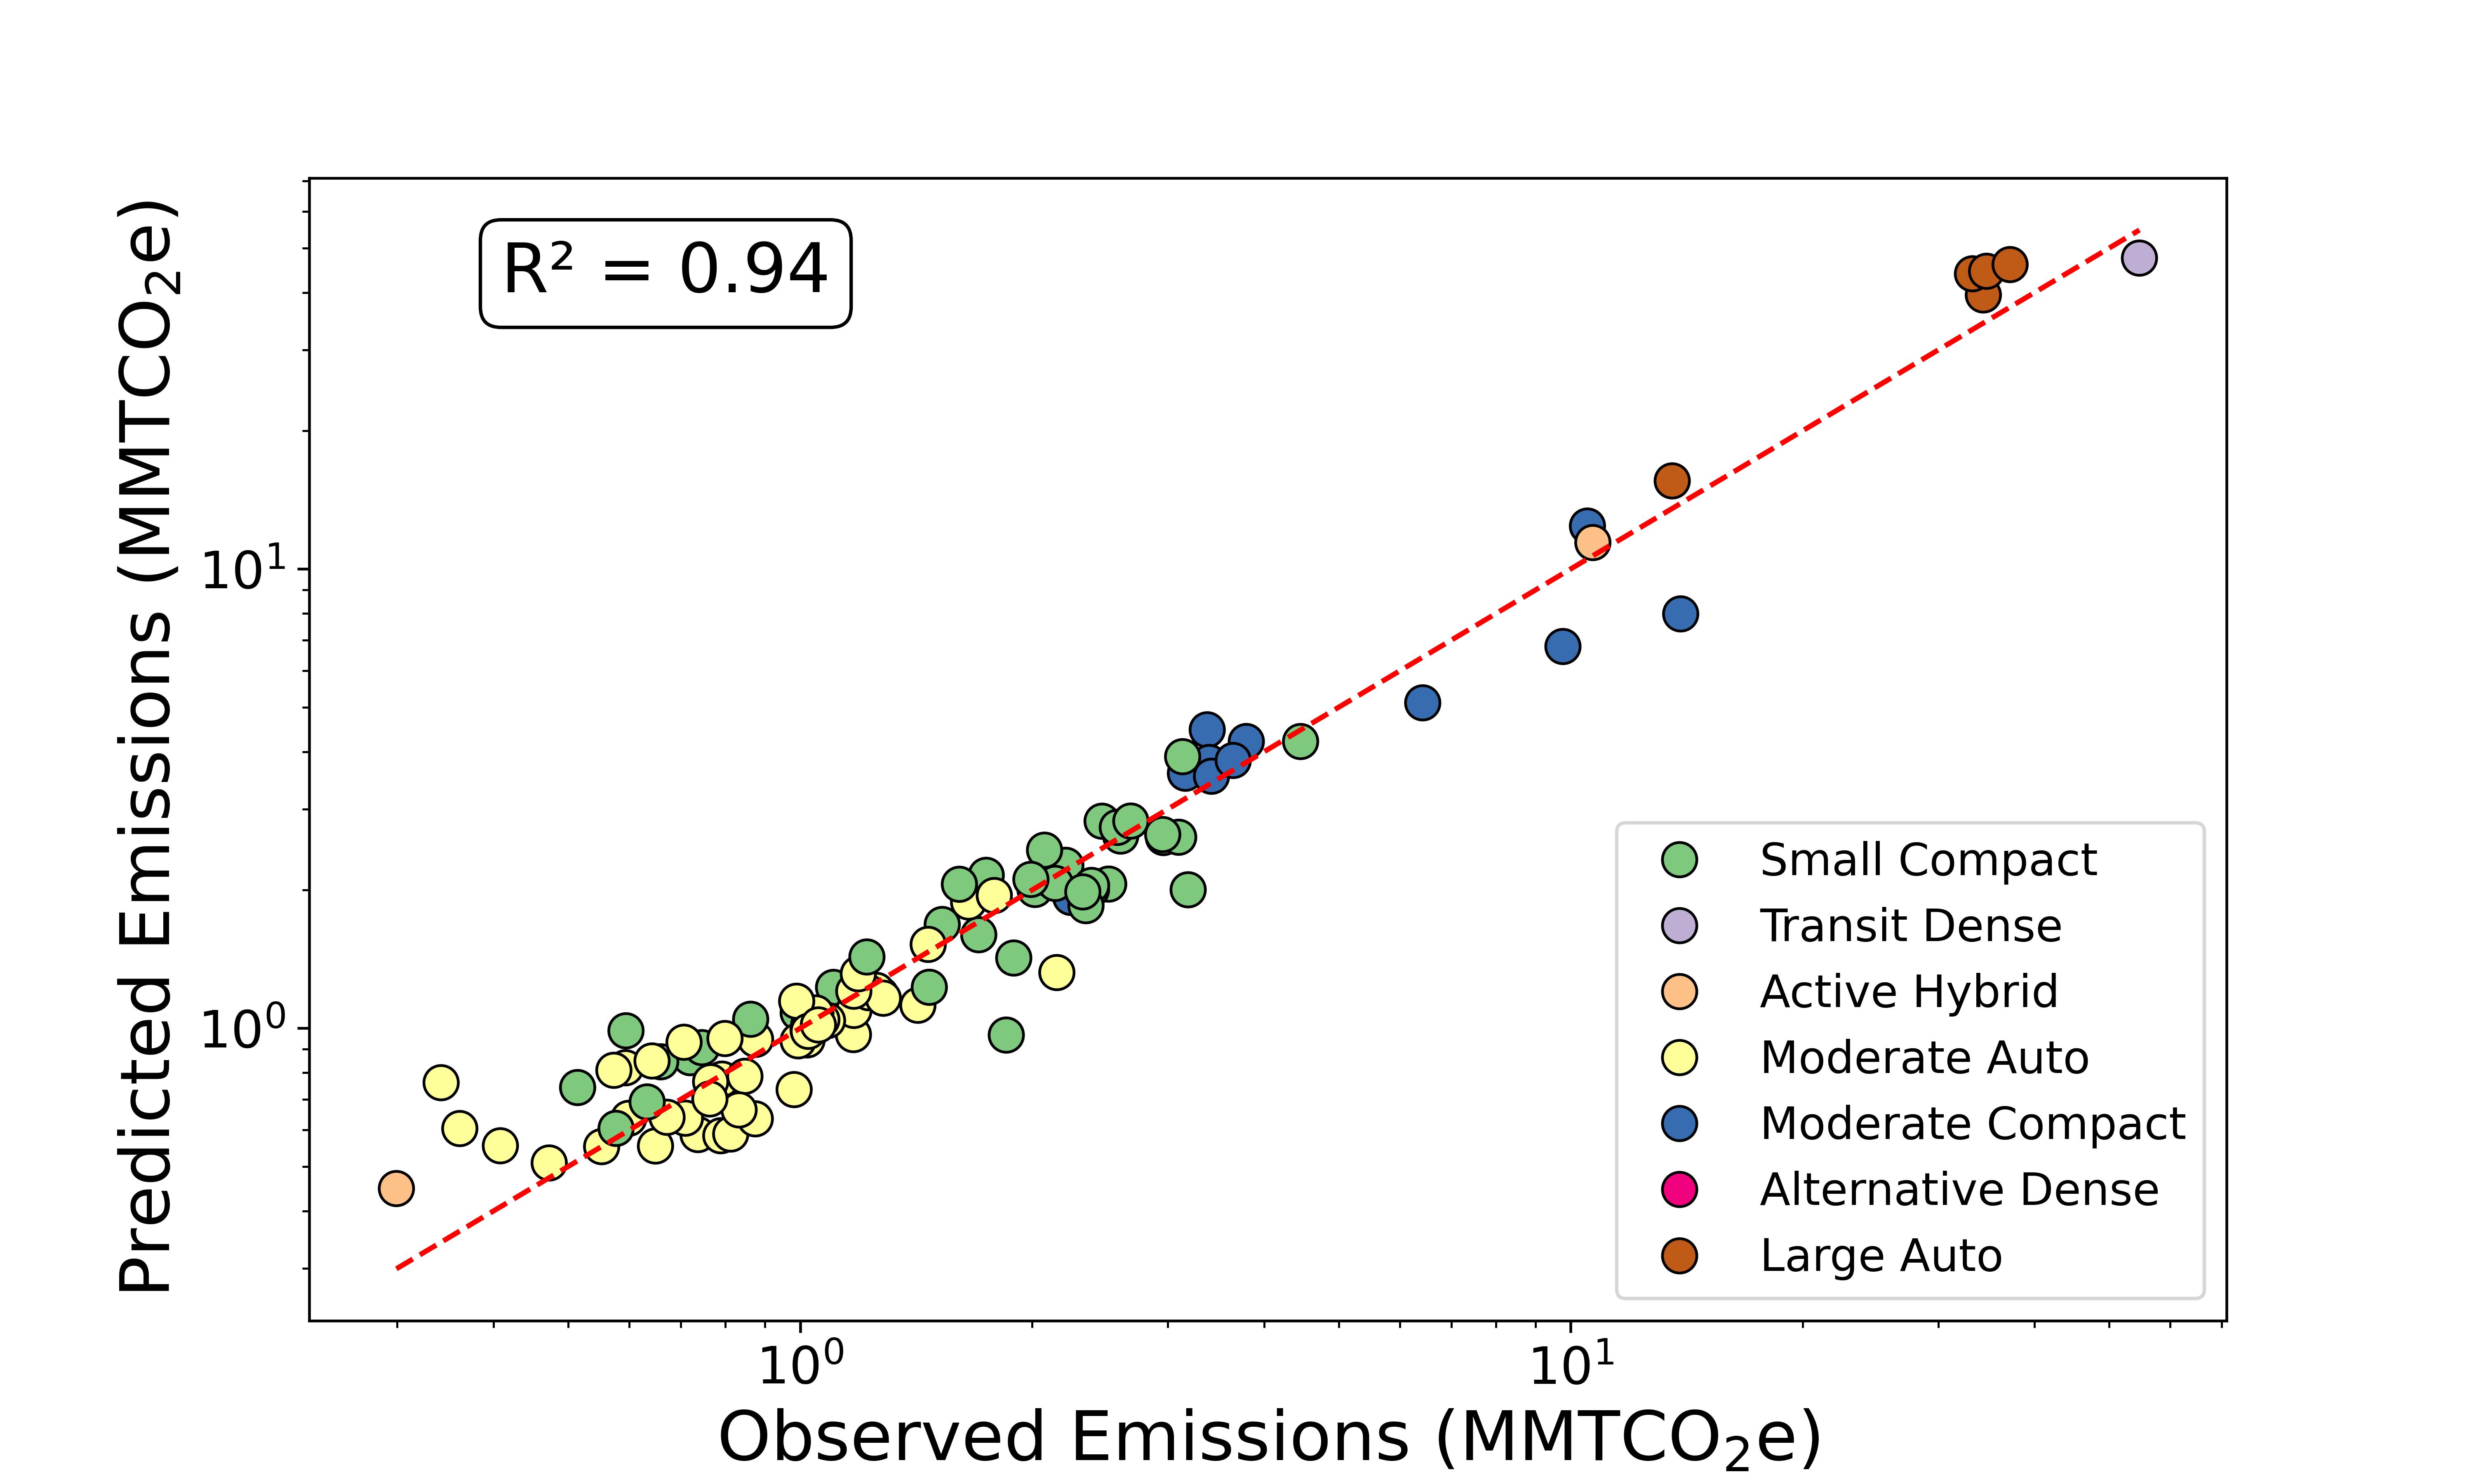 R² = 0.94
Predicted Emissions (MMTCO₂e)
10¹
10⁰
Small Compact
Transit Dense
Active Hybrid
Moderate Auto
Moderate Compact
Alternative Dense
Large Auto
10⁰ 10¹
Observed Emissions (MMTCO₂e)